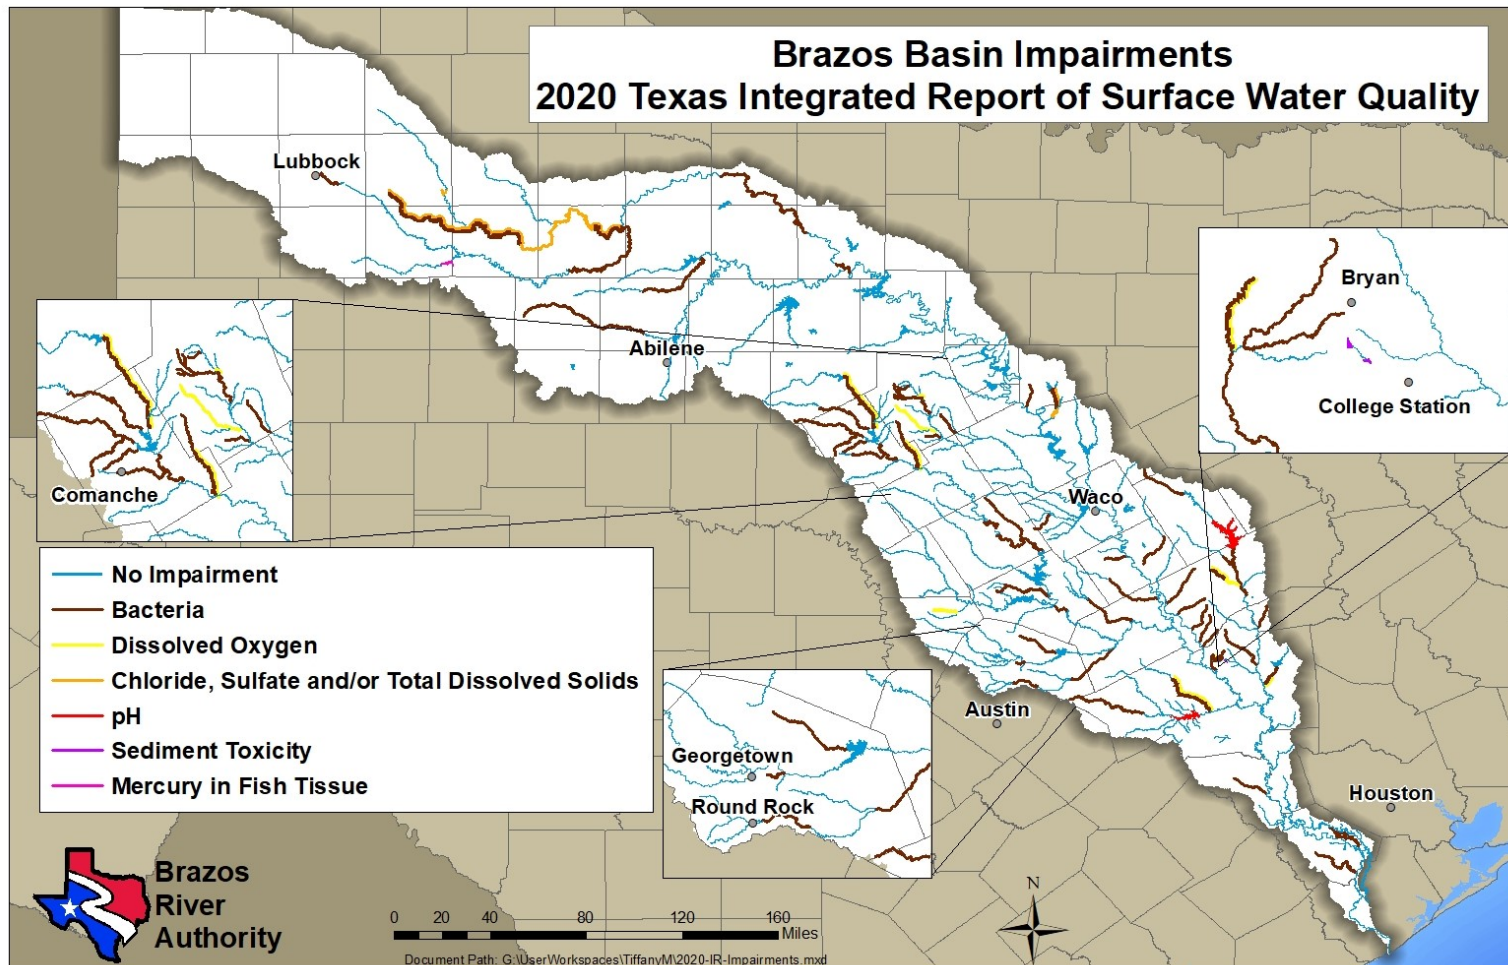 Brazos Basin Impairments
2020 Texas Integrated Report of Surface Water Quality
Lubbock
Abilene
Bryan
College Station
Comanche
Waco
No Impairment
Bacteria
Dissolved Oxygen
Chloride, Sulfate and/or Total Dissolved Solids
pH
Sediment Toxicity
Mercury in Fish Tissue
Georgetown
Round Rock
Austin
Houston
Brazos
River
Authority
N
0 20 40 80 120 160
Miles
Document Path: G:\UserWorkspaces\TiffanyM\2020-IR-Impairments.mxd